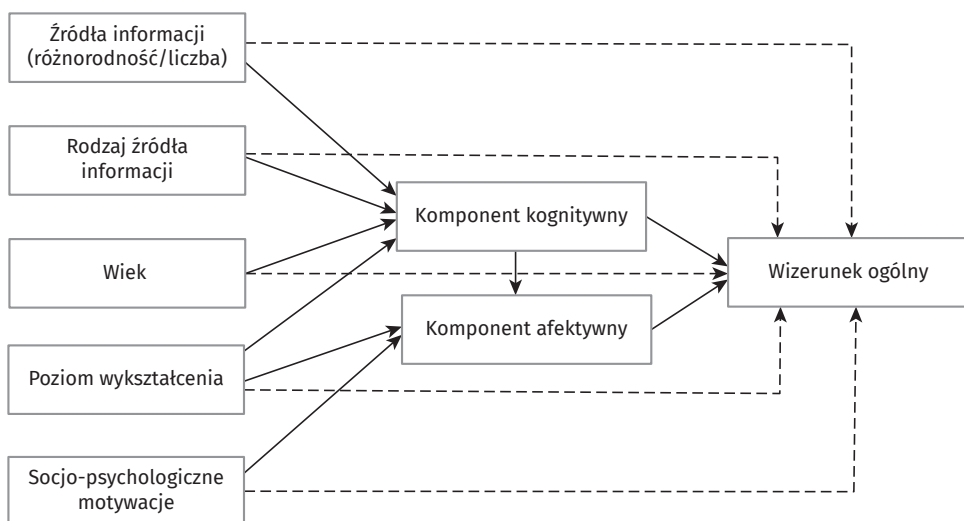 Źródła informacji
(różnorodność/liczba)
Rodzaj źródła
informacji
Komponent kognitywny
Wiek
Wizerunek ogólny
Komponent afektywny
Poziom wykształcenia
Socjo-psychologiczne
motywacje